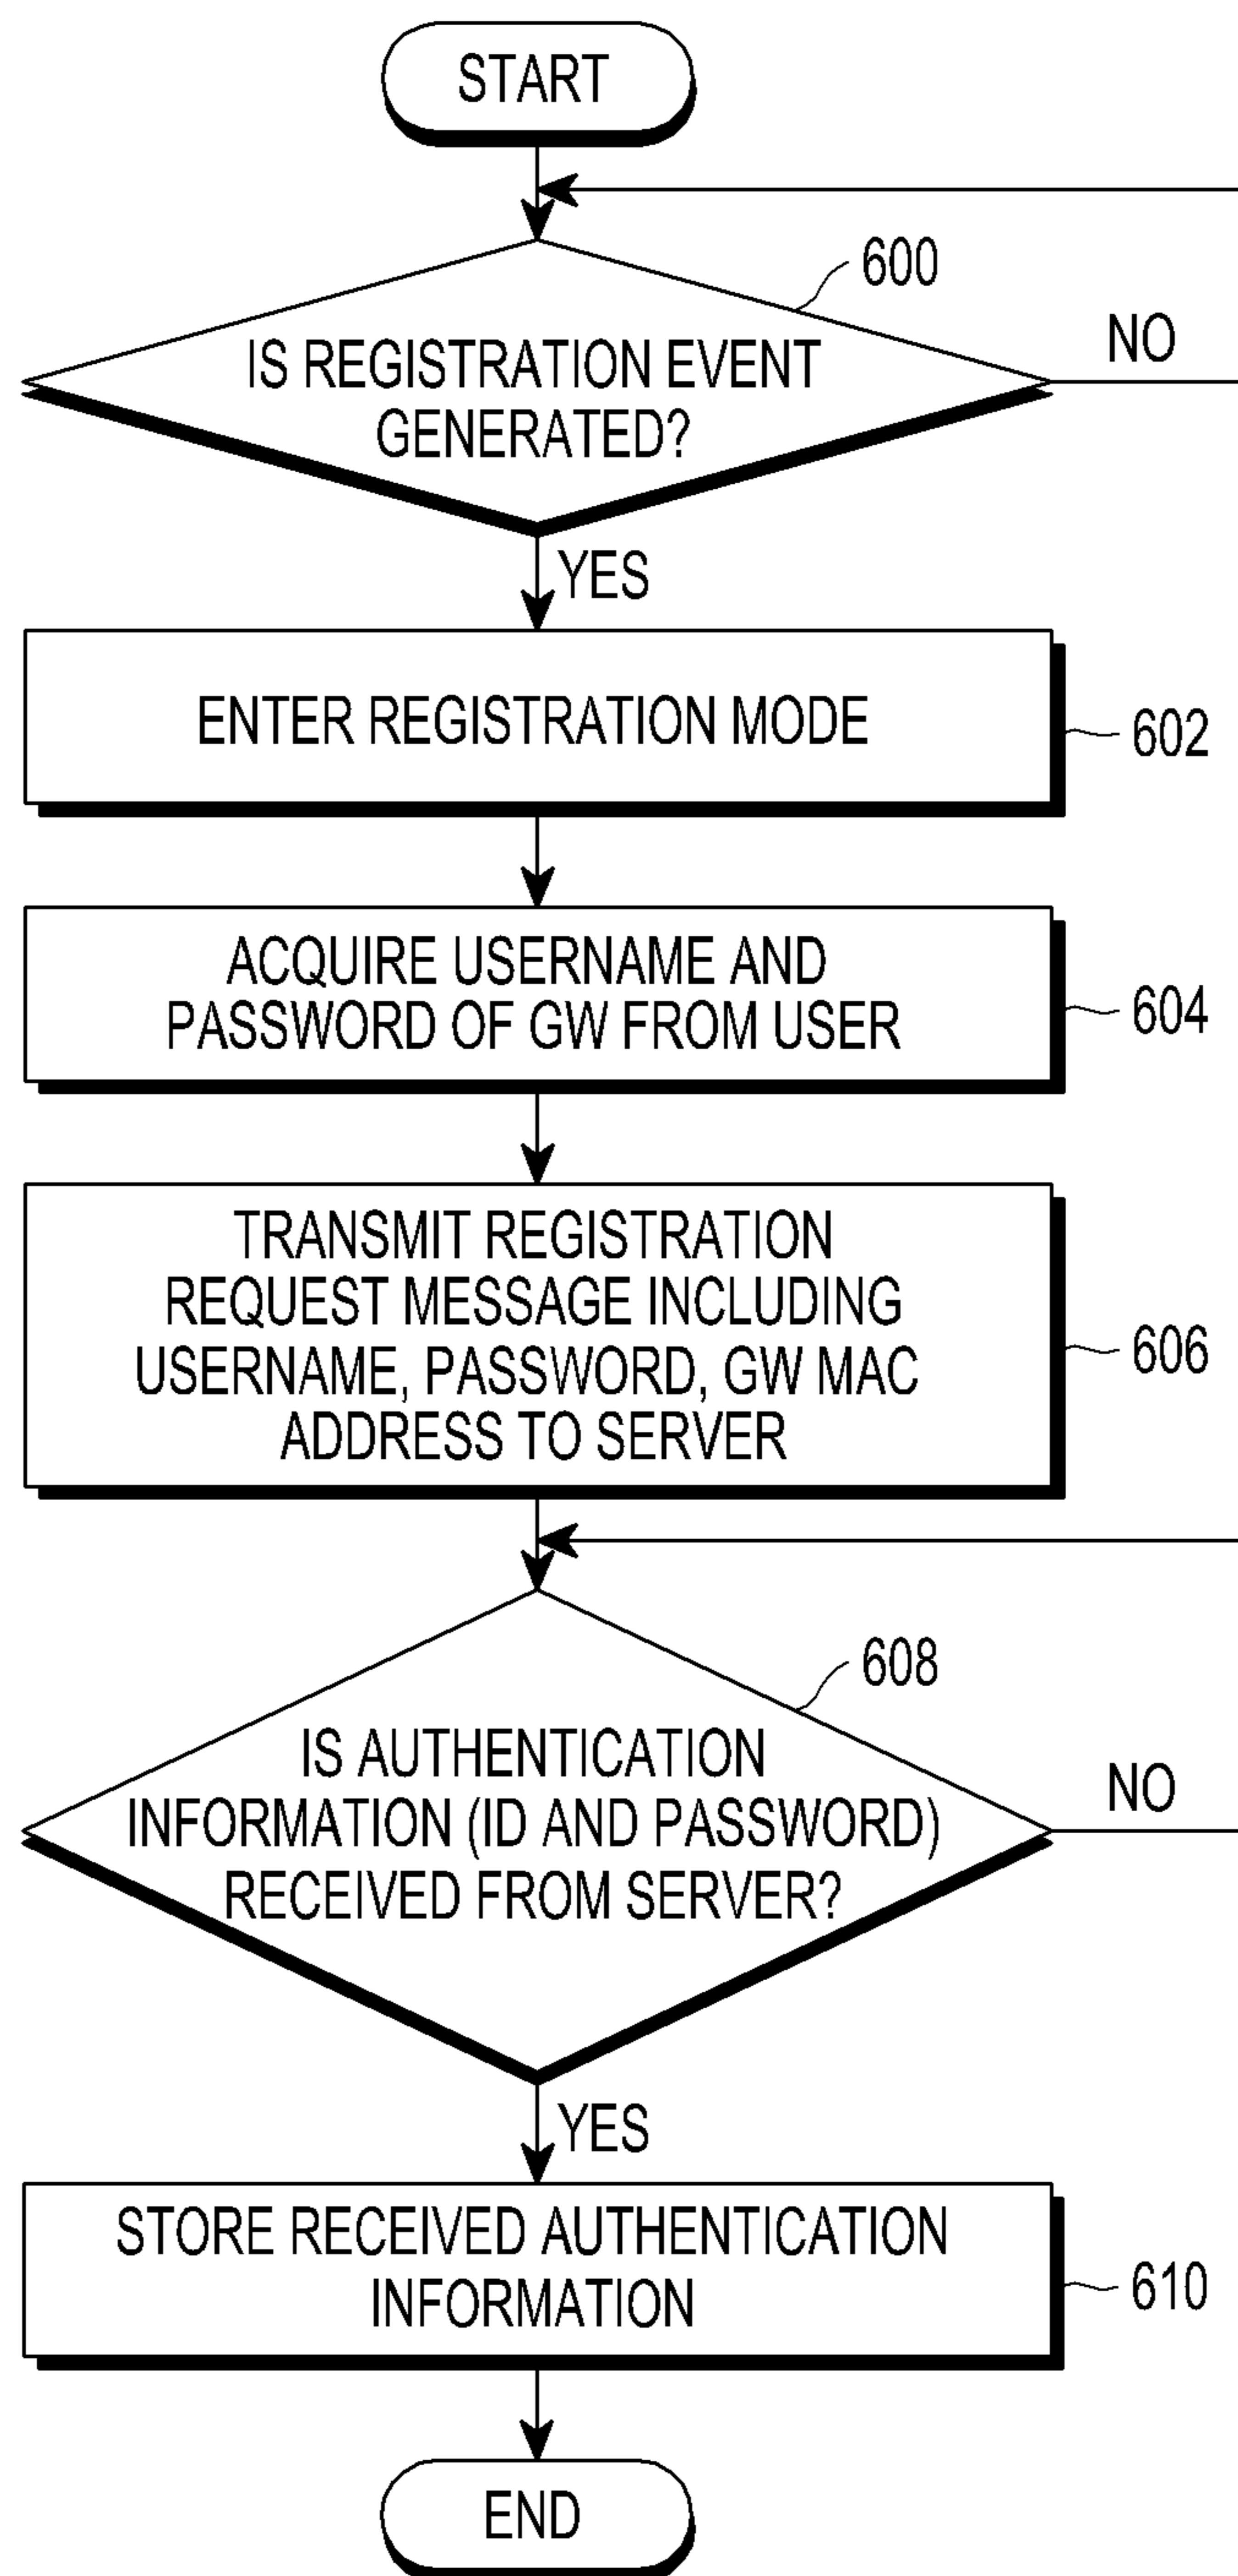 START
600
IS REGISTRATION EVENT
GENERATED?
NO
YES
ENTER REGISTRATION MODE
602
ACQUIRE USERNAME AND
PASSWORD OF GW FROM USER
604
TRANSMIT REGISTRATION
REQUEST MESSAGE INCLUDING
USERNAME, PASSWORD, GW MAC
ADDRESS TO SERVER
606
608
IS AUTHENTICATION
INFORMATION (ID AND PASSWORD)
RECEIVED FROM SERVER?
NO
YES
STORE RECEIVED AUTHENTICATION
INFORMATION
610
END